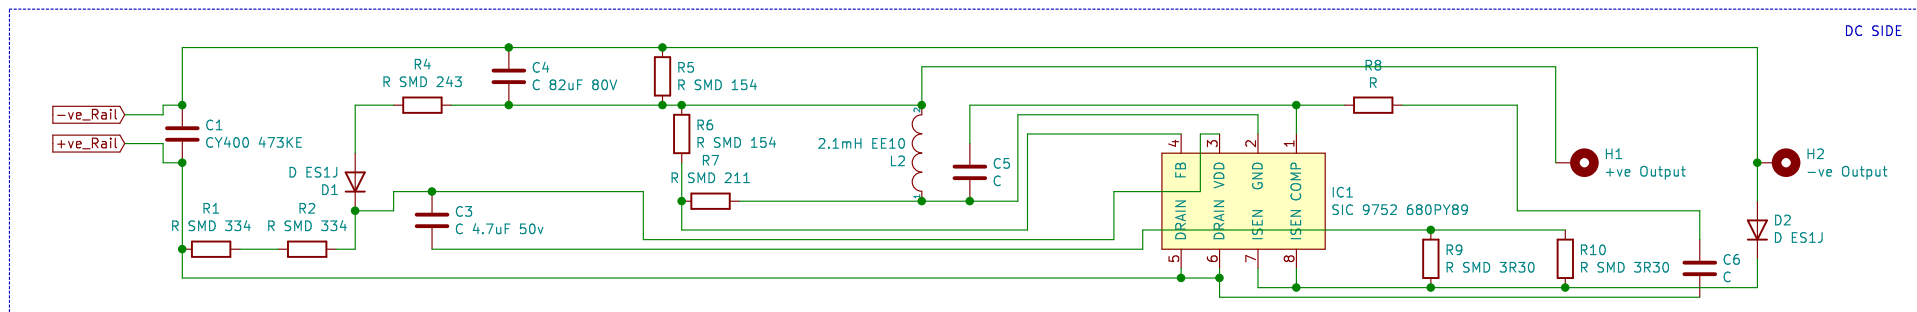 DC SIDE
-ve_Rail
+ve_Rail
C1
CY400 473KE
R4
R SMD 243
C4
C 82uF 80V
R5
R SMD 154
R6
R SMD 154
R7
R SMD 211
D ES1J
D1
R1
R SMD 334
R2
R SMD 334
C3
C 4.7uF 50v
2
2.1mH EE10
L2
1
C5
C
R8
R
4
3
2
1
FB
VDD
GND
COMP
DRAIN
DRAIN
ISEN
ISEN
5
6
7
8
IC1
SIC 9752 680PY89
H1
+ve Output
H2
-ve Output
R9
R SMD 3R30
R10
R SMD 3R30
C6
C
D2
D ES1J